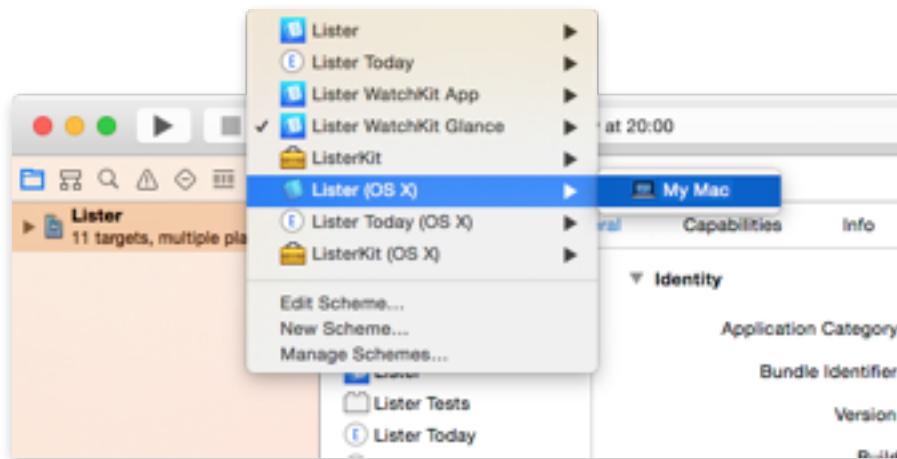 Lister
Lister Today
Lister WatchKit App
Lister WatchKit Glance
at 20:00
ListerKit
Lister (OS X)
My Mac
Lister
11 targets, multiple pla
Lister Today (OS X)
ListerKit (OS X)
Capabilities
Info
Identity
Edit Scheme...
New Scheme...
Manage Schemes...
Application Category
Bundle Identifier
Version
Build
Lister
Lister Tests
Lister Today